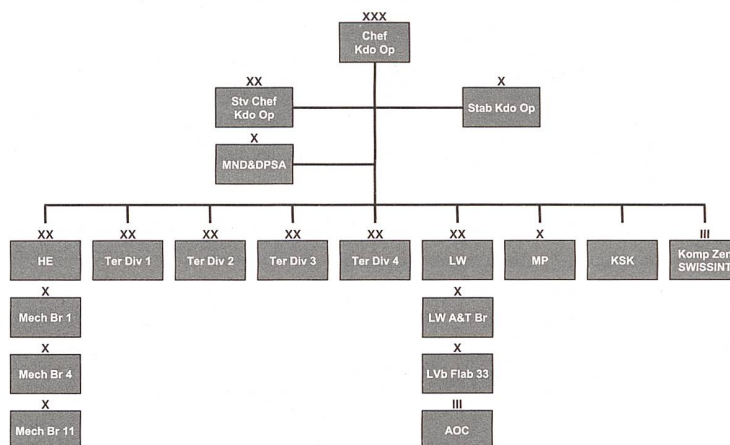 XXX
Chef
Kdo Op
XX
Stv Chef
Kdo Op
X
Stab Kdo Op
X
MND&DPSA
XX
HE
XX
Ter Div 1
XX
Ter Div 2
XX
Ter Div 3
XX
Ter Div 4
XX
LW
X
MP
KSK
III
Komp Zen
SWISSINT
X
Mech Br 1
X
LW A&T Br
X
Mech Br 4
X
LVb Flab 33
X
Mech Br 11
III
AOC